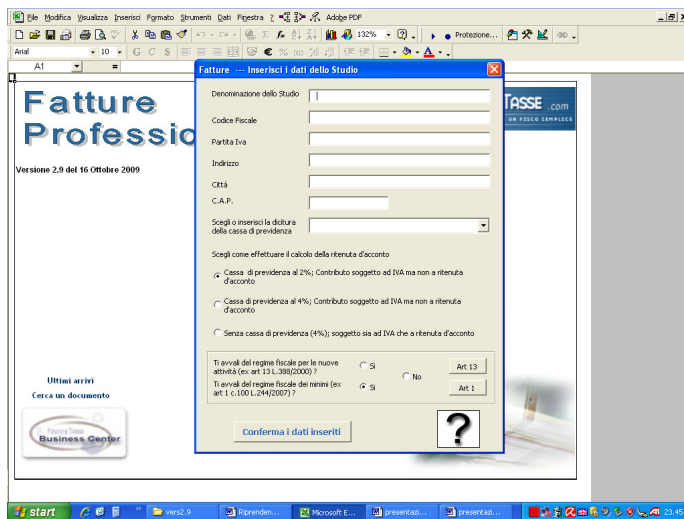 File Modifica Visualizza Inserisci Formato Strumenti Dati Finestra ? Adobe PDF
132% Protezione...
Arial 10 G C S € % 000
A1 =
Fatture --- Inserisci i dati dello Studio
Fatture
Professio
Versione 2.9 del 16 Ottobre 2009
TASSE .com
UN FISCO SEMPLICE
Denominazione dello Studio
Codice Fiscale
Partita Iva
Indirizzo
Città
C.A.P.
Scegli o inserisci la dicitura
della cassa di previdenza
Scegli come effettuare il calcolo della ritenuta d'acconto
Cassa di previdenza al 2%; Contributo soggetto ad IVA ma non a ritenuta
d'acconto
Cassa di previdenza al 4%; Contributo soggetto ad IVA ma non a ritenuta
d'acconto
Senza cassa di previdenza (4%); soggetto sia ad IVA che a ritenuta d'acconto
Ti avvali del regime fiscale per le nuove
attività (ex art 13 L.388/2000) ?
Si
No
Art 13
Ti avvali del regime fiscale dei minimi (ex
art 1 c.100 L.244/2007) ?
Si
Art 1
Conferma i dati inseriti
?
Ultimi arrivi
Cerca un documento
Fisco e Tasse
Business Center
start vers2.9 Riprenden... Microsoft E... presentazi... presentazi... 23.45